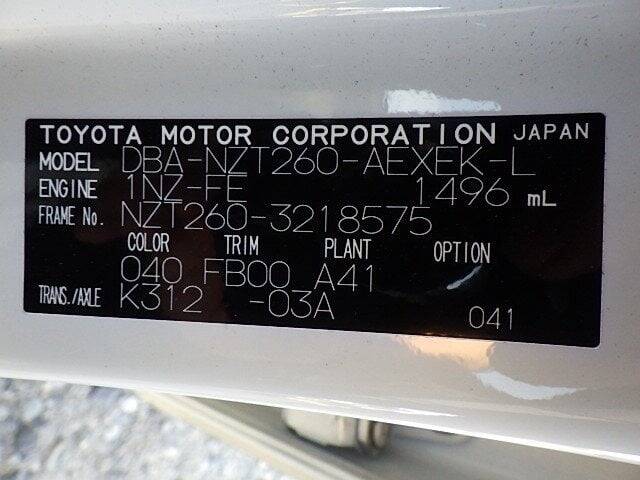 TOYOTA MOTOR CORPORATION JAPAN
MODEL DBA-NZT260-AEXEK-L
ENGINE 1NZ-FE 1496 mL
FRAME No. NZT260-3218575
COLOR TRIM PLANT OPTION
040 FB00 A41
TRANS./AXLE K312 -03A
041